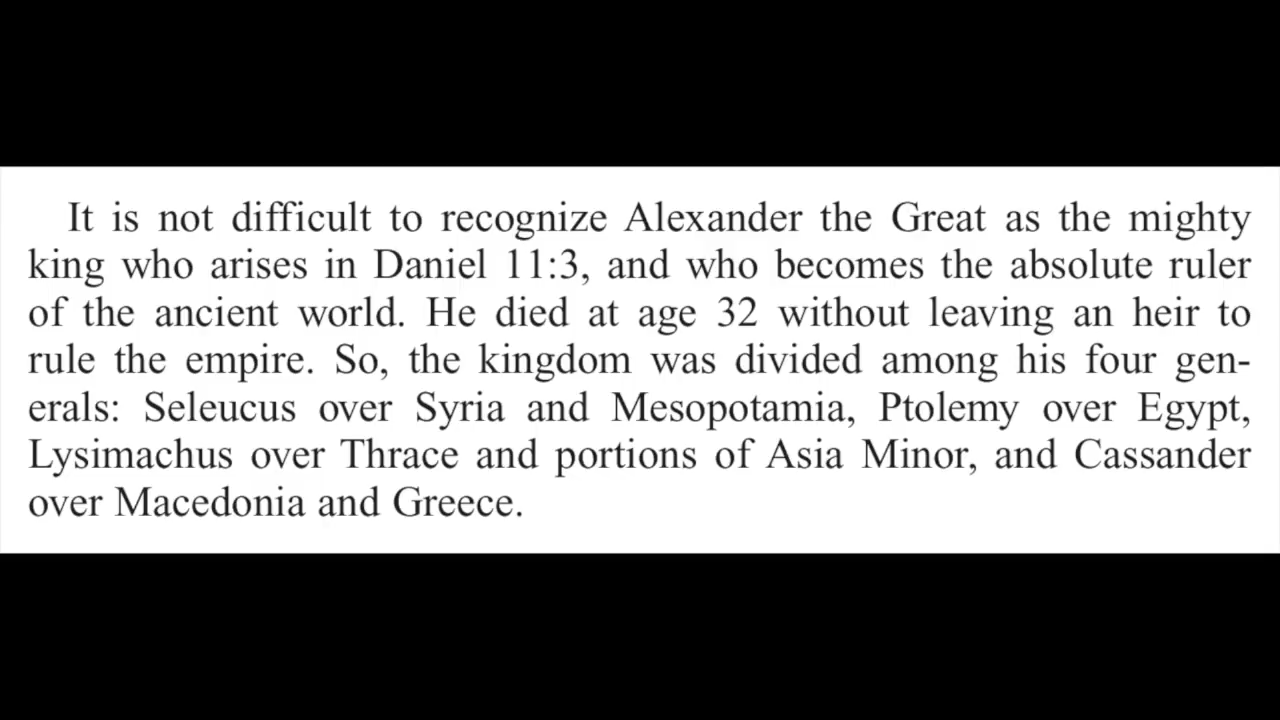 It is not difficult to recognize Alexander the Great as the mighty
king who arises in Daniel 11:3, and who becomes the absolute ruler
of the ancient world. He died at age 32 without leaving an heir to
rule the empire. So, the kingdom was divided among his four gen-
erals: Seleucus over Syria and Mesopotamia, Ptolemy over Egypt,
Lysimachus over Thrace and portions of Asia Minor, and Cassander
over Macedonia and Greece.